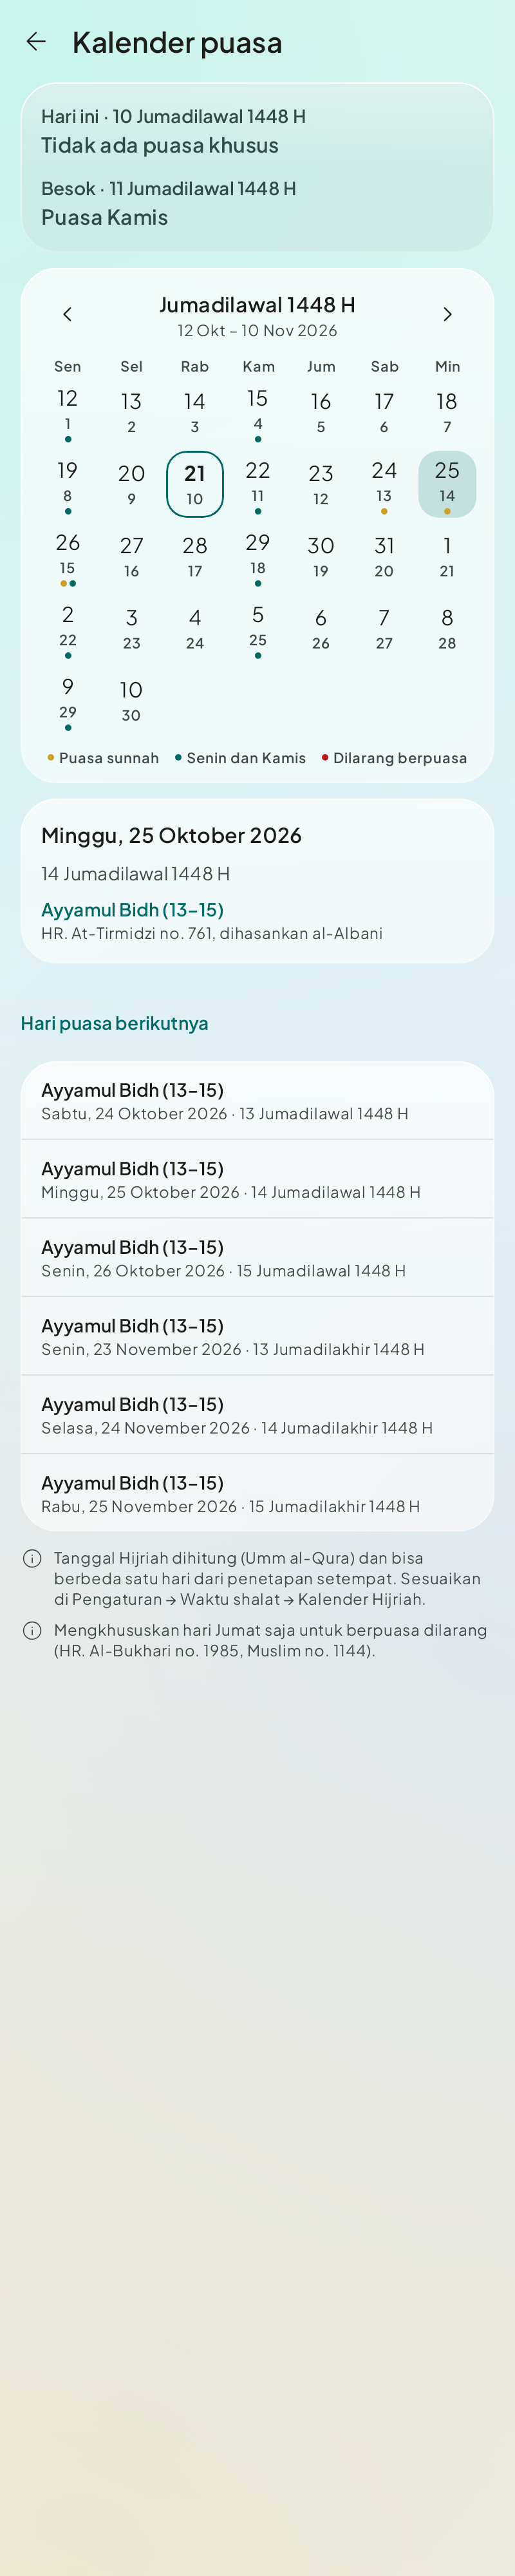 Kalender puasa
Hari ini · 10 Jumadilawal 1448 H
Tidak ada puasa khusus
Besok · 11 Jumadilawal 1448 H
Puasa Kamis
Jumadilawal 1448 H
12 Okt – 10 Nov 2026
Sen Sel Rab Kam Jum Sab Min
12 13 14 15 16 17 18
1 2 3 4 5 6 7
19 20 21 22 23 24 25
8 9 10 11 12 13 14
26 27 28 29 30 31 1
15 16 17 18 19 20 21
2 3 4 5 6 7 8
22 23 24 25 26 27 28
9 10
29 30
Puasa sunnah Senin dan Kamis Dilarang berpuasa
Minggu, 25 Oktober 2026
14 Jumadilawal 1448 H
Ayyamul Bidh (13–15)
HR. At-Tirmidzi no. 761, dihasankan al-Albani
Hari puasa berikutnya
Ayyamul Bidh (13–15)
Sabtu, 24 Oktober 2026 · 13 Jumadilawal 1448 H
Ayyamul Bidh (13–15)
Minggu, 25 Oktober 2026 · 14 Jumadilawal 1448 H
Ayyamul Bidh (13–15)
Senin, 26 Oktober 2026 · 15 Jumadilawal 1448 H
Ayyamul Bidh (13–15)
Senin, 23 November 2026 · 13 Jumadilakhir 1448 H
Ayyamul Bidh (13–15)
Selasa, 24 November 2026 · 14 Jumadilakhir 1448 H
Ayyamul Bidh (13–15)
Rabu, 25 November 2026 · 15 Jumadilakhir 1448 H
Tanggal Hijriah dihitung (Umm al-Qura) dan bisa
berbeda satu hari dari penetapan setempat. Sesuaikan
di Pengaturan → Waktu shalat → Kalender Hijriah.
Mengkhususkan hari Jumat saja untuk berpuasa dilarang
(HR. Al-Bukhari no. 1985, Muslim no. 1144).